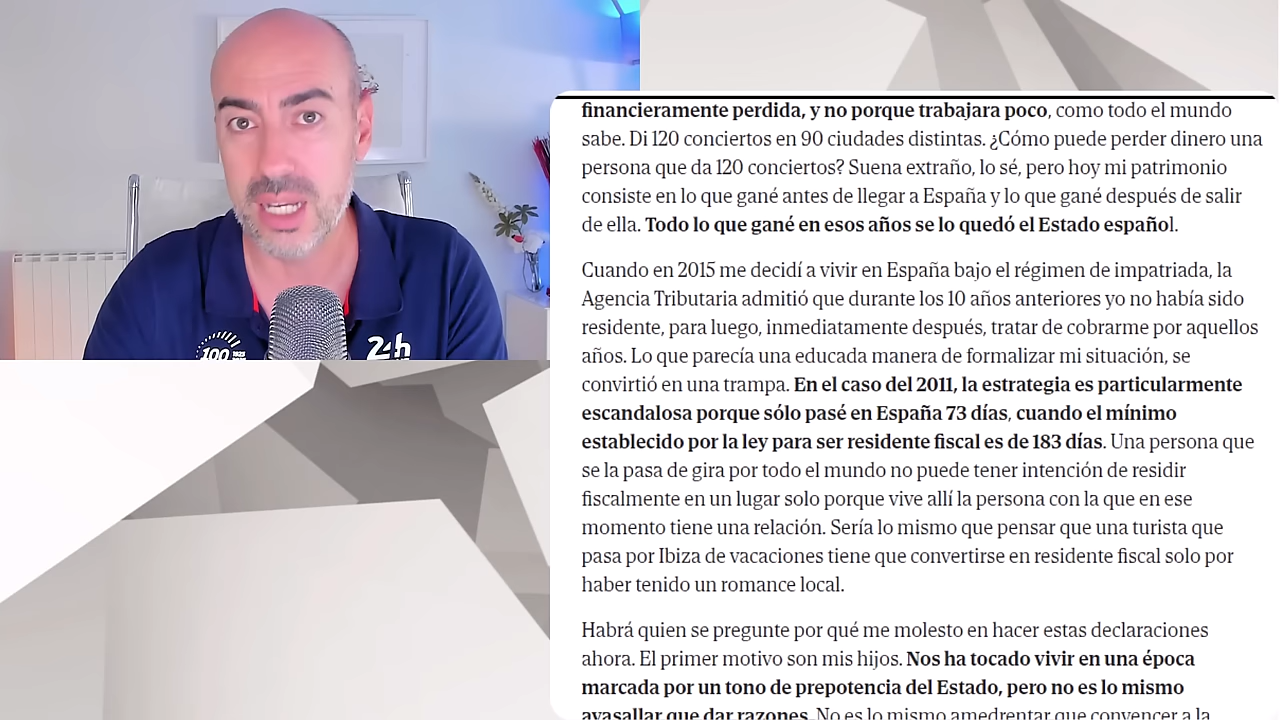 100
24h
financieramente perdida, y no porque trabajara poco, como todo el mundo
sabe. Di 120 conciertos en 90 ciudades distintas. ¿Cómo puede perder dinero una
persona que da 120 conciertos? Suena extraño, lo sé, pero hoy mi patrimonio
consiste en lo que gané antes de llegar a España y lo que gané después de salir
de ella. Todo lo que gané en esos años se lo quedó el Estado español.
Cuando en 2015 me decidí a vivir en España bajo el régimen de impatriada, la
Agencia Tributaria admitió que durante los 10 años anteriores yo no había sido
residente, para luego, inmediatamente después, tratar de cobrarme por aquellos
años. Lo que parecía una educada manera de formalizar mi situación, se
convirtió en una trampa. En el caso del 2011, la estrategia es particularmente
escandalosa porque sólo pasé en España 73 días, cuando el mínimo
establecido por la ley para ser residente fiscal es de 183 días. Una persona que
se la pasa de gira por todo el mundo no puede tener intención de residir
fiscalmente en un lugar solo porque vive allí la persona con la que en ese
momento tiene una relación. Sería lo mismo que pensar que una turista que
pasa por Ibiza de vacaciones tiene que convertirse en residente fiscal solo por
haber tenido un romance local.
Habrá quien se pregunte por qué me molesto en hacer estas declaraciones
ahora. El primer motivo son mis hijos. Nos ha tocado vivir en una época
marcada por un tono de prepotencia del Estado, pero no es lo mismo
avasallar que dar razones. No es lo mismo amedrentar que convencer a la